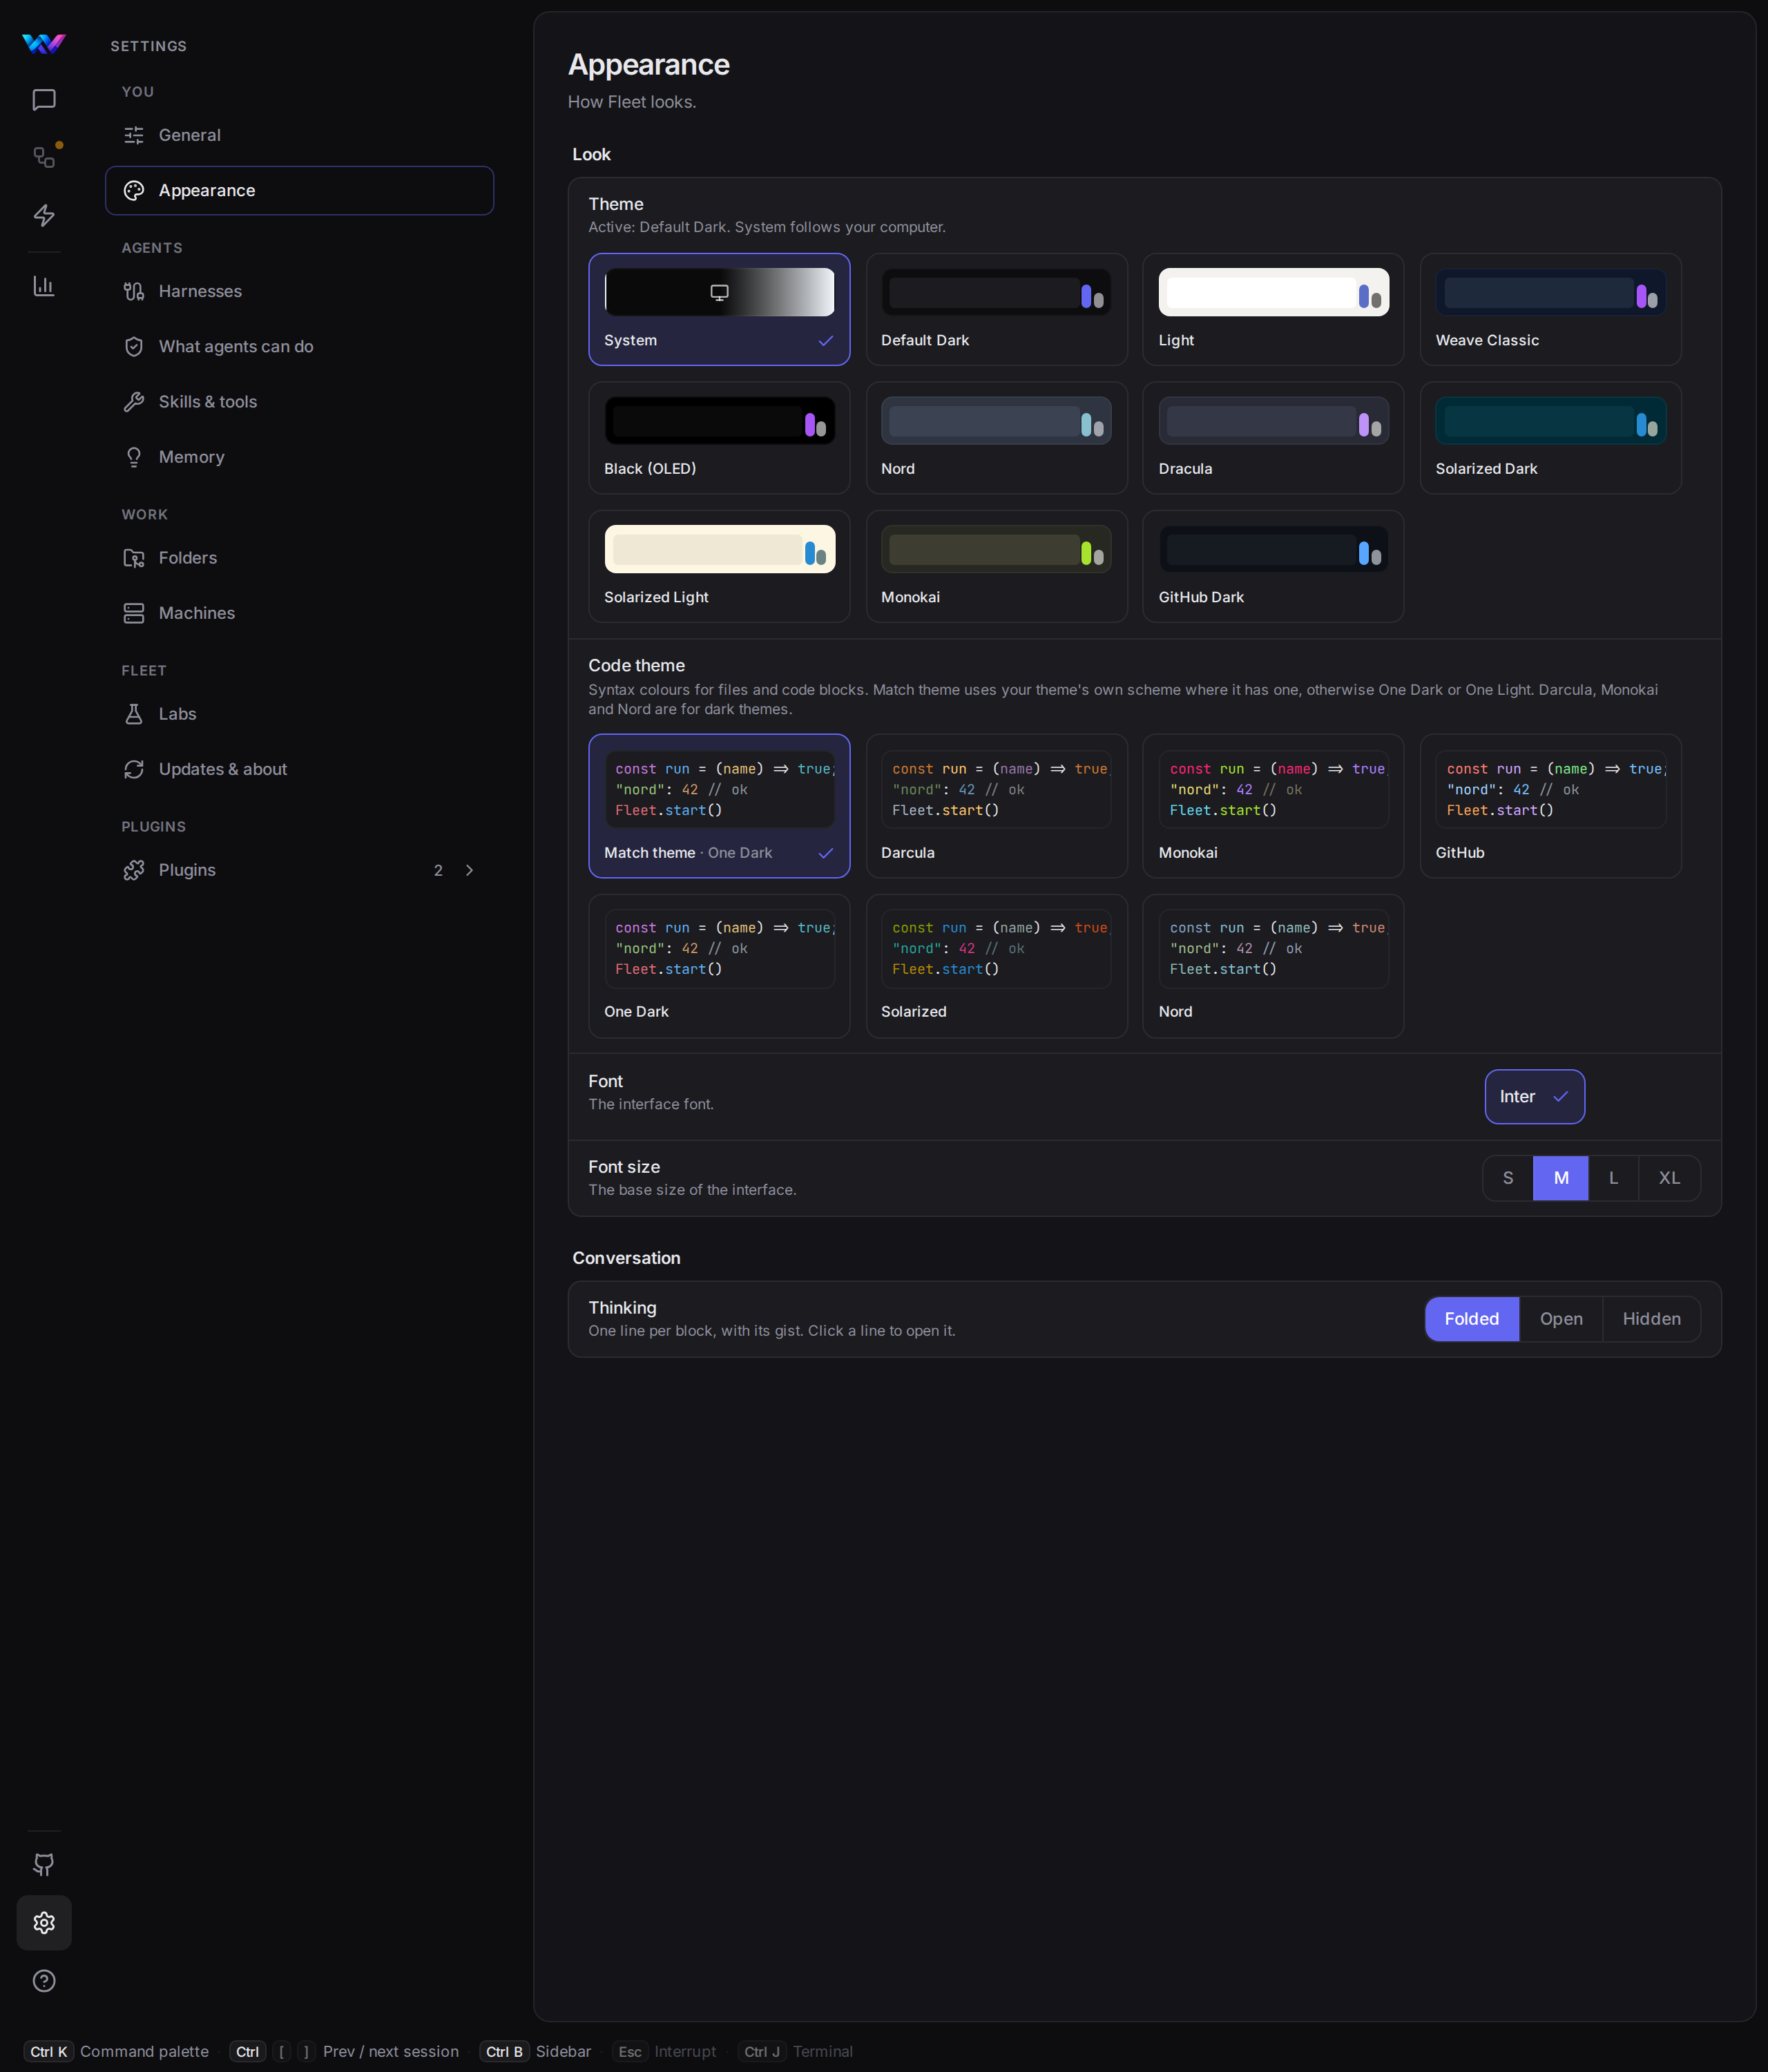 SETTINGS
YOU
General
Appearance
AGENTS
Harnesses
What agents can do
Skills & tools
Memory
WORK
Folders
Machines
FLEET
Labs
Updates & about
PLUGINS
Plugins 2
Appearance
How Fleet looks.
Look
Theme
Active: Default Dark. System follows your computer.
System
Default Dark
Light
Weave Classic
Black (OLED)
Nord
Dracula
Solarized Dark
Solarized Light
Monokai
GitHub Dark
Code theme
Syntax colours for files and code blocks. Match theme uses your theme's own scheme where it has one, otherwise One Dark or One Light. Darcula, Monokai
and Nord are for dark themes.
const run = (name) => true;
"nord": 42 // ok
Fleet.start()
Match theme · One Dark
const run = (name) => true
"nord": 42 // ok
Fleet.start()
Darcula
const run = (name) => true
"nord": 42 // ok
Fleet.start()
Monokai
const run = (name) => true;
"nord": 42 // ok
Fleet.start()
GitHub
const run = (name) => true;
"nord": 42 // ok
Fleet.start()
One Dark
const run = (name) => true
"nord": 42 // ok
Fleet.start()
Solarized
const run = (name) => true
"nord": 42 // ok
Fleet.start()
Nord
Font
The interface font.
Inter
Font size
The base size of the interface.
S M L XL
Conversation
Thinking
One line per block, with its gist. Click a line to open it.
Folded Open Hidden
Ctrl K Command palette · Ctrl [ ] Prev / next session · Ctrl B Sidebar · Esc Interrupt · Ctrl J Terminal